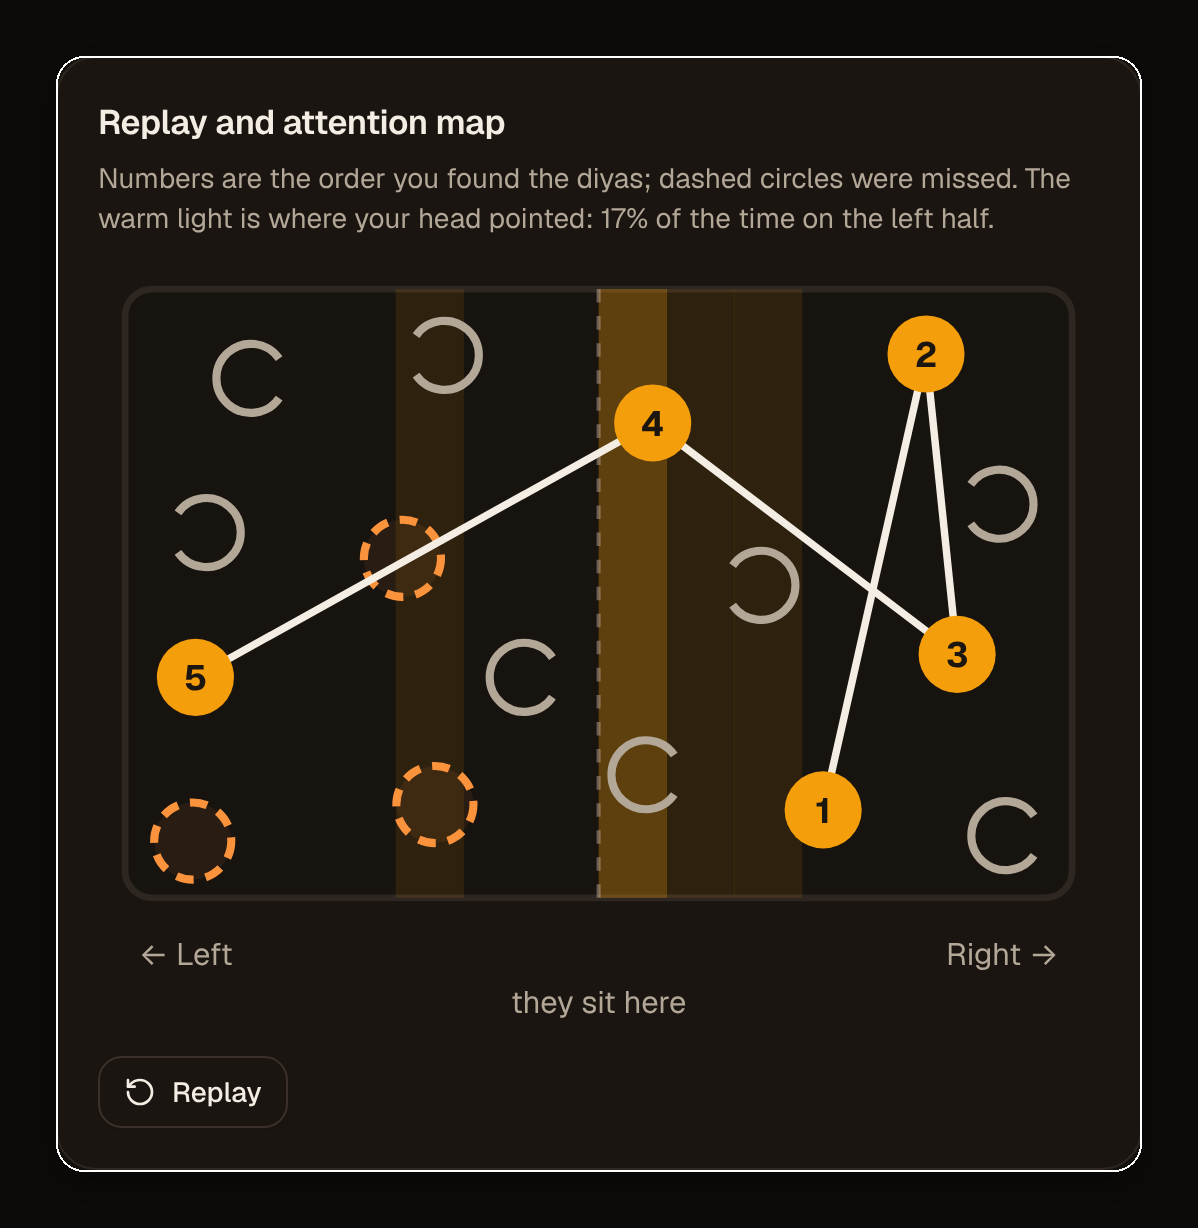 Replay and attention map
Numbers are the order you found the divas; dashed circles were missed. The
warm light is where your head pointed: 17% of the time on the left half.
2
4
3
5
1
← Left
Right →
they sit here
Replay